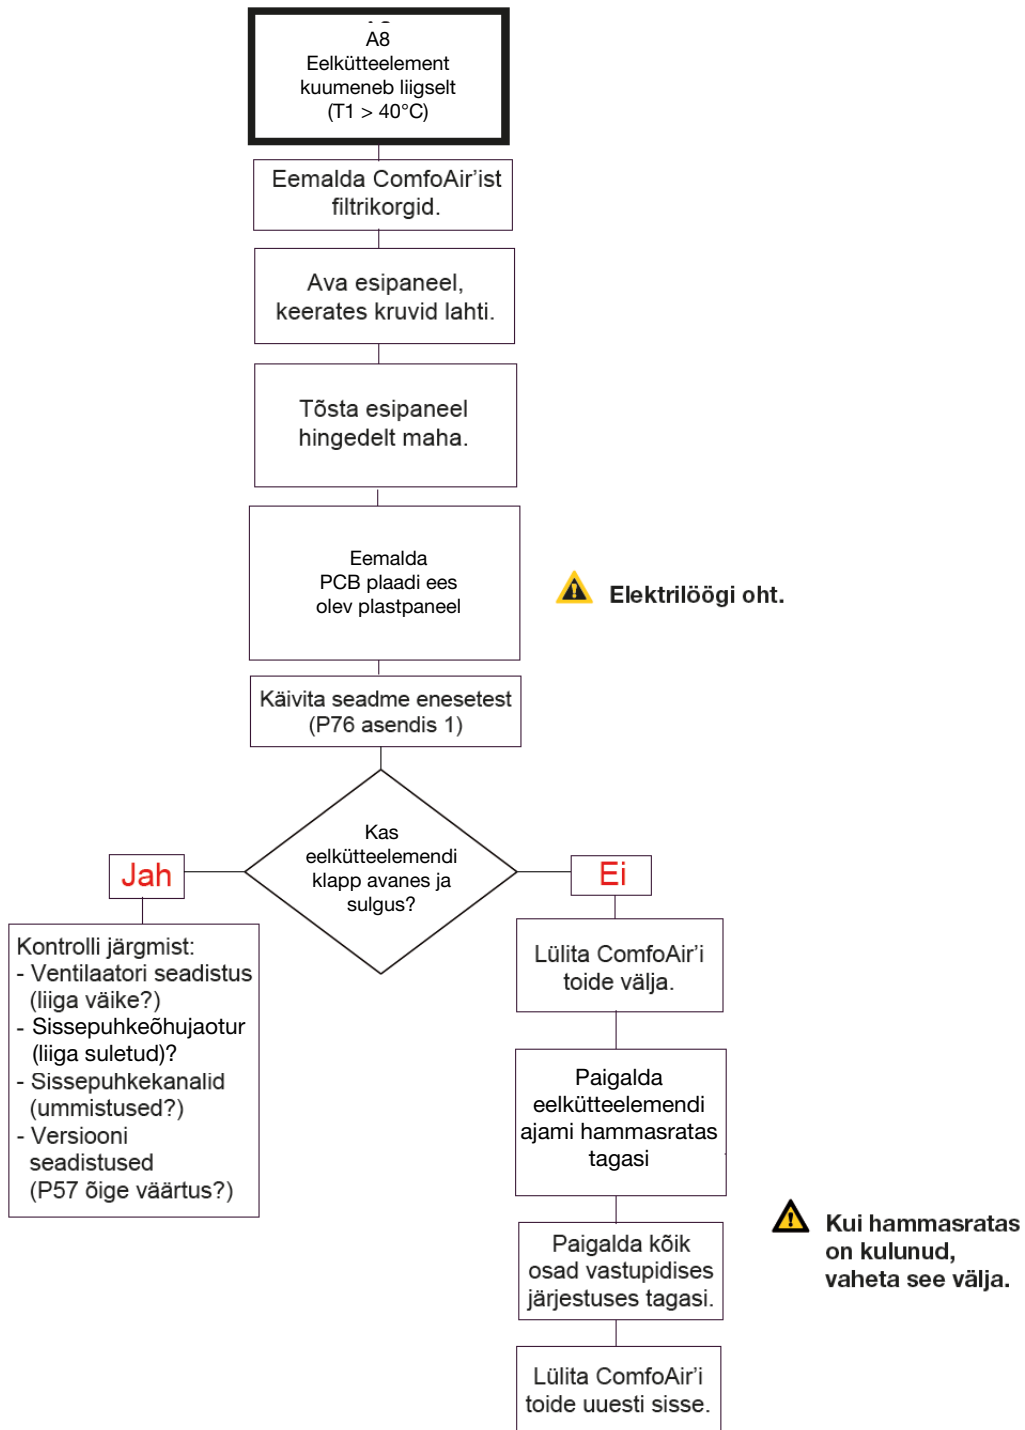 A8
Eelkütteelement
kuumeneb liigselt
(T1 > 40°C)
Eemalda ComfoAir’ist
filtrikorgid.
Ava esipaneel,
keerates kruvid lahti.
Tõsta esipaneel
hingedelt maha.
Eemalda
PCB plaadi ees
olev plastpaneel
Elektrilöögi oht.
Käivita seadme enesetest
(P76 asendis 1)
Kas
eelkütteelemendi
klapp avanes ja
sulgus?
Jah
Kontrolli järgmist:
- Ventilaatori seadistus
(liiga väike?)
- Sissepuhkeõhujaotur
(liiga suletud)?
- Sissepuhkekanalid
(ummistused?)
- Versiooni
seadistused
(P57 õige väärtus?)
Ei
Lülita ComfoAir’i
toide välja.
Paigalda
eelkütteelemendi
ajami hammasratas
tagasi
Kui hammasratas
on kulunud,
vaheta see välja.
Paigalda kõik
osad vastupidises
järjestuses tagasi.
Lülita ComfoAir’i
toide uuesti sisse.